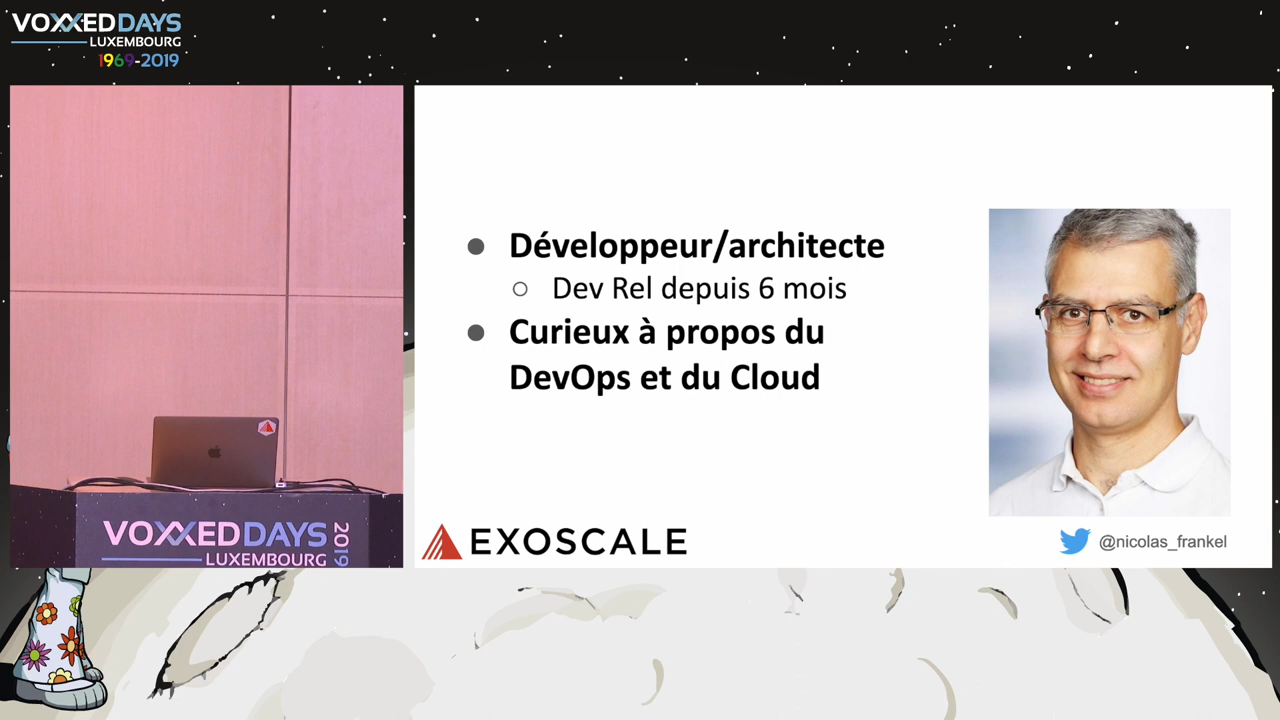 VOXXED DAYS
LUXEMBOURG
1969-2019
VOXXED DAYS
LUXEMBOURG
2019
● Développeur/architecte
○ Dev Rel depuis 6 mois
● Curieux à propos du
DevOps et du Cloud
EXOSCALE
@nicolas_frankel